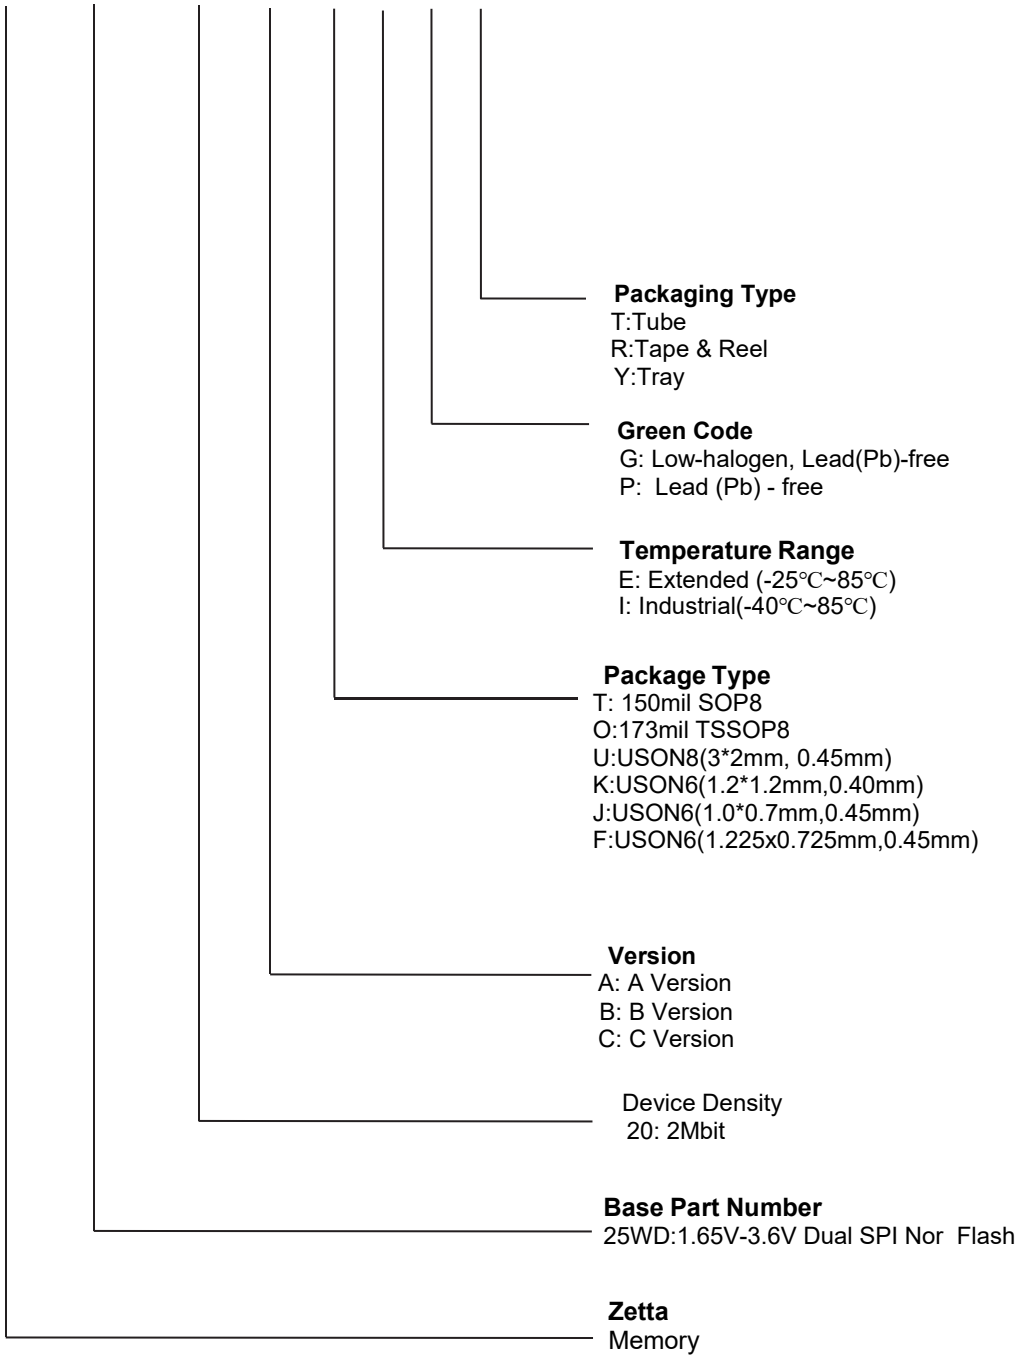 Packaging Type
T:Tube
R:Tape & Reel
Y:Tray
Green Code
G: Low-halogen, Lead(Pb)-free
P: Lead (Pb) - free
Temperature Range
E: Extended (-25℃~85℃)
I: Industrial(-40℃~85℃)
Package Type
T: 150mil SOP8
O:173mil TSSOP8
U:USON8(3*2mm, 0.45mm)
K:USON6(1.2*1.2mm,0.40mm)
J:USON6(1.0*0.7mm,0.45mm)
F:USON6(1.225x0.725mm,0.45mm)
Version
A: A Version
B: B Version
C: C Version
Device Density
20: 2Mbit
Base Part Number
25WD:1.65V-3.6V Dual SPI Nor Flash
Zetta
Memory